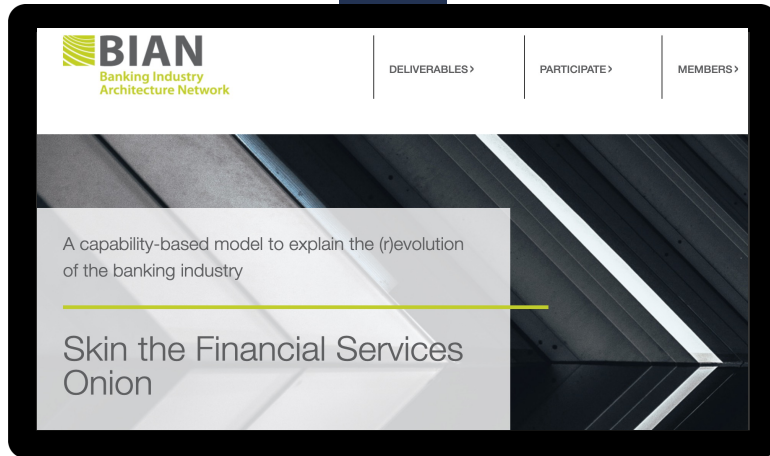 BIAN
Banking Industry
Architecture Network
DELIVERABLES >
PARTICIPATE >
MEMBERS >
A capability-based model to explain the (r)evolution
of the banking industry
Skin the Financial Services
Onion